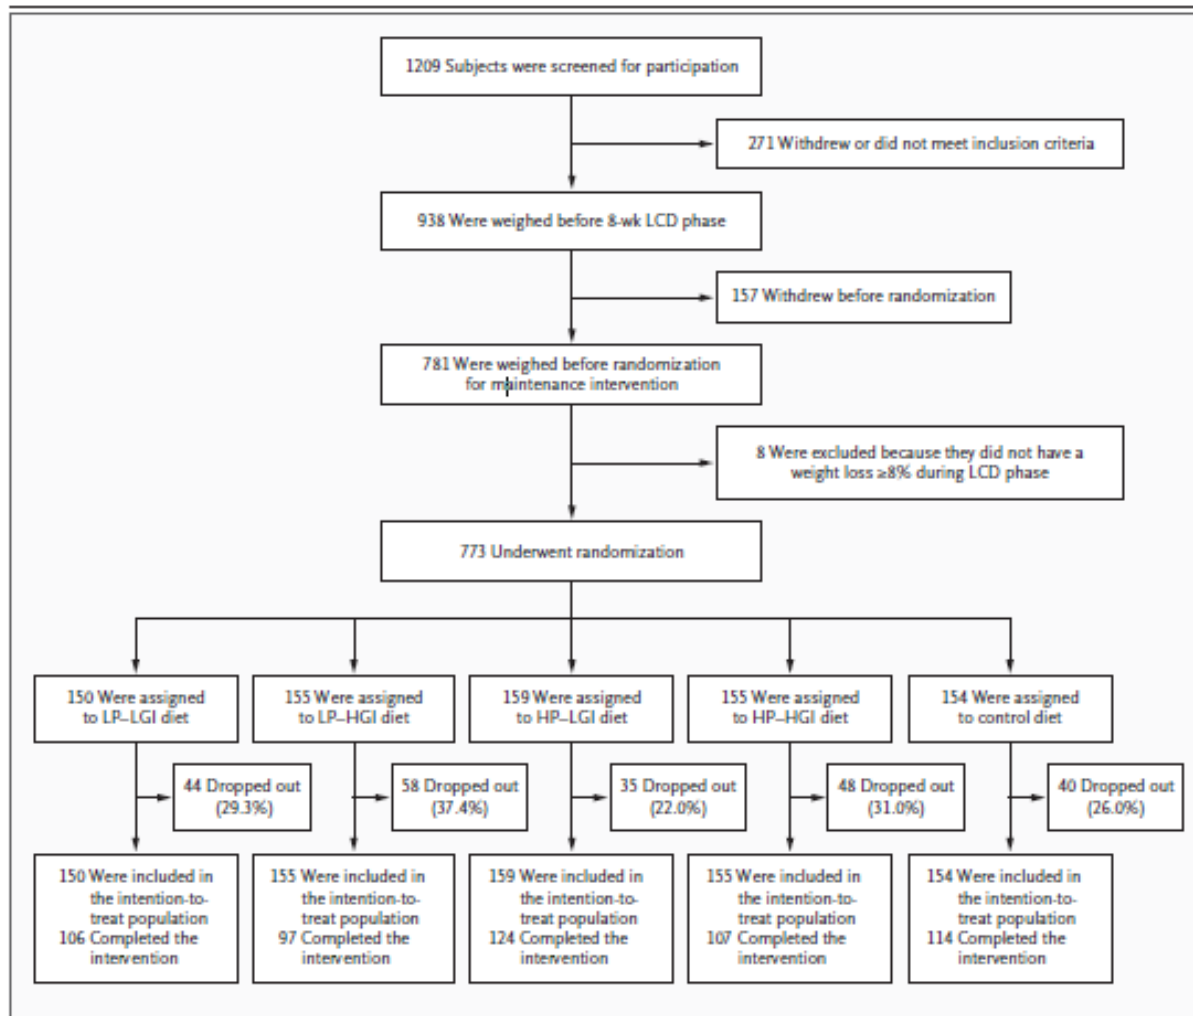 1209 Subjects were screened for participation
271 Withdrew or did not meet inclusion criteria
938 Were weighed before 8-wk LCD phase
157 Withdrew before randomization
781 Were weighed before randomization
for maintenance intervention
8 Were excluded because they did not have a
weight loss ≥8% during LCD phase
773 Underwent randomization
150 Were assigned
to LP–LGI diet
155 Were assigned
to LP–HGI diet
159 Were assigned
to HP–LGI diet
155 Were assigned
to HP–HGI diet
154 Were assigned
to control diet
44 Dropped out
(29.3%)
58 Dropped out
(37.4%)
35 Dropped out
(22.0%)
48 Dropped out
(31.0%)
40 Dropped out
(26.0%)
150 Were included in
the intention-to-
treat population
106 Completed the
intervention
155 Were included in
the intention-to-
treat population
97 Completed the
intervention
159 Were included in
the intention-to-
treat population
124 Completed the
intervention
155 Were included in
the intention-to-
treat population
107 Completed the
intervention
154 Were included in
the intention-to-
treat population
114 Completed the
intervention